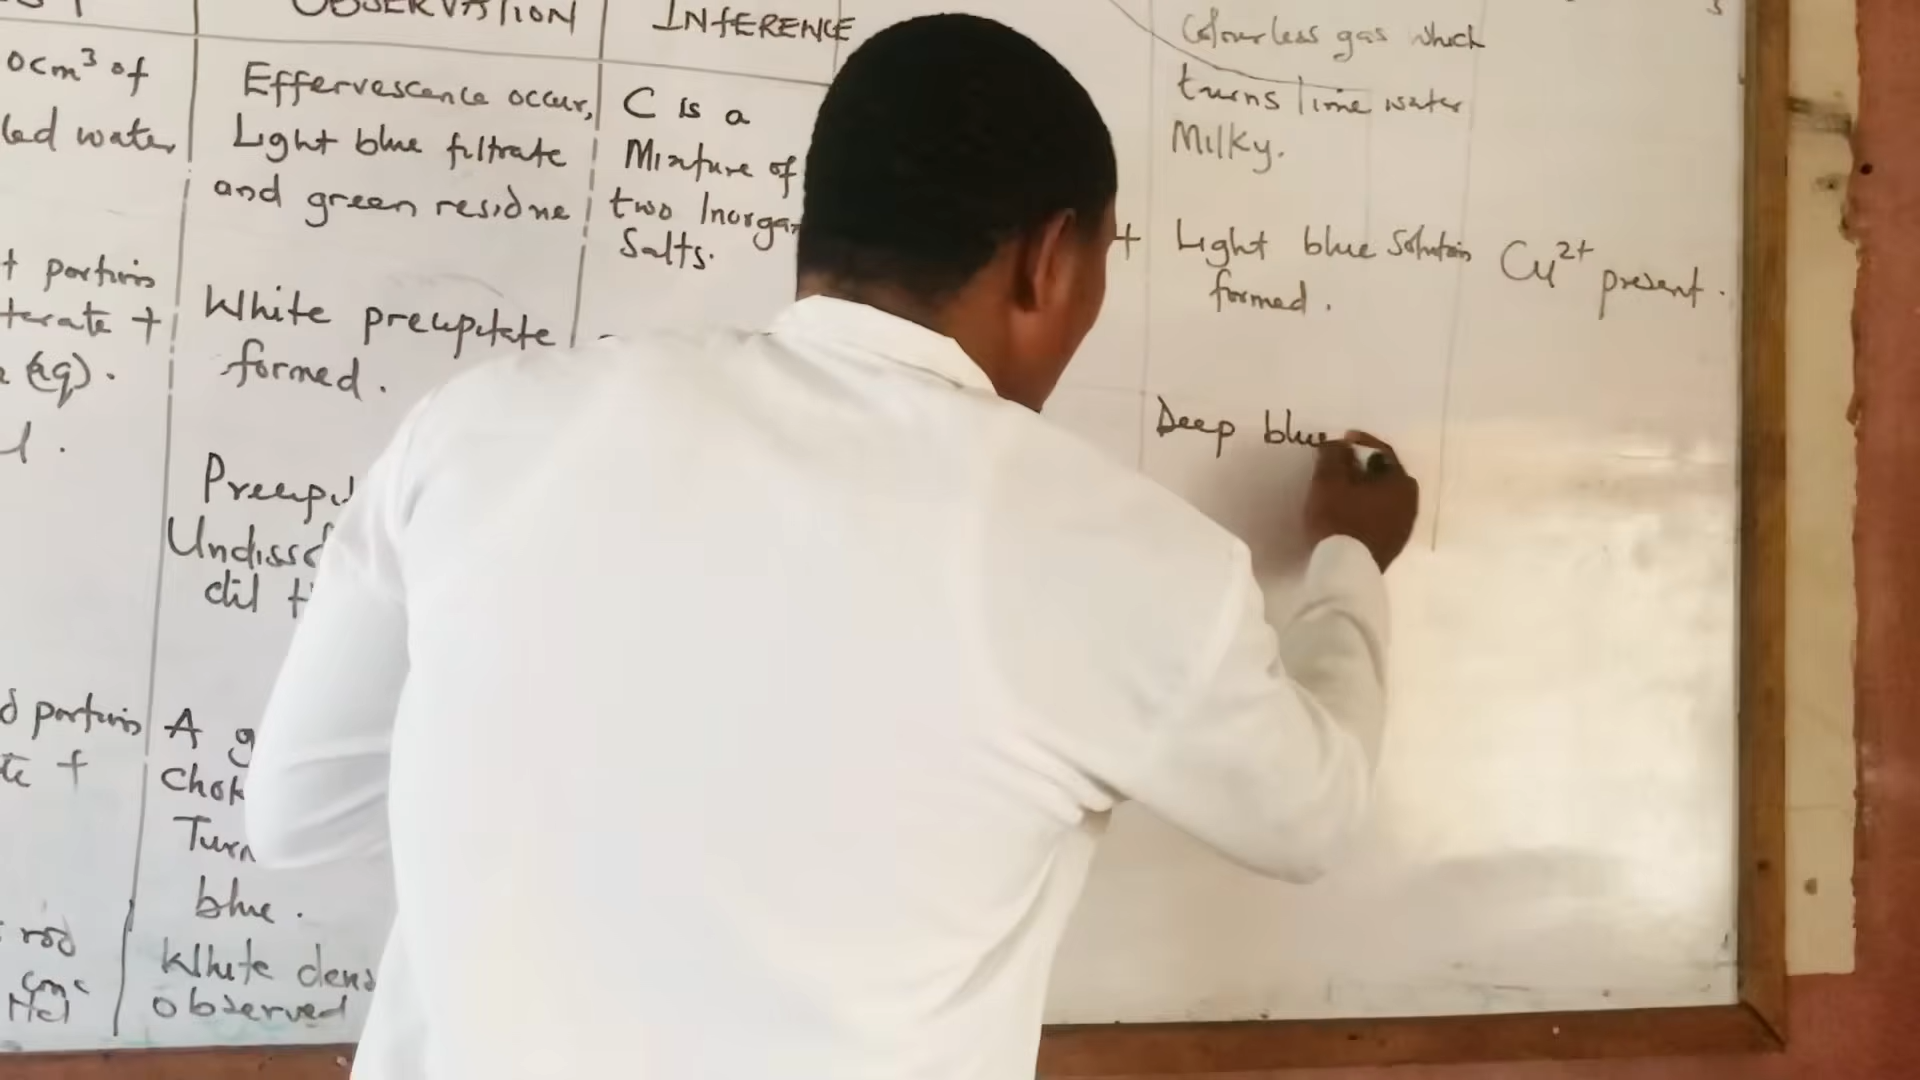 OBSERVATION
INFERENCE
ocm³ of
led water
Effervescence occur,
Light blue filtrate
and green residue
C is a
Mixture of
two Inorga
Salts.
Colourless gas which
turns lime water
Milky.
+ Light blue Solution
formed.
Cu²⁺ present.
t portion
terate +
(aq).
l.
White precipitate
formed.
Deep blue
Precipi
Undisso
dil
d portion
te +
A g
Chok
Turn
blue.
rod
conc
Hcl
White dens
observed